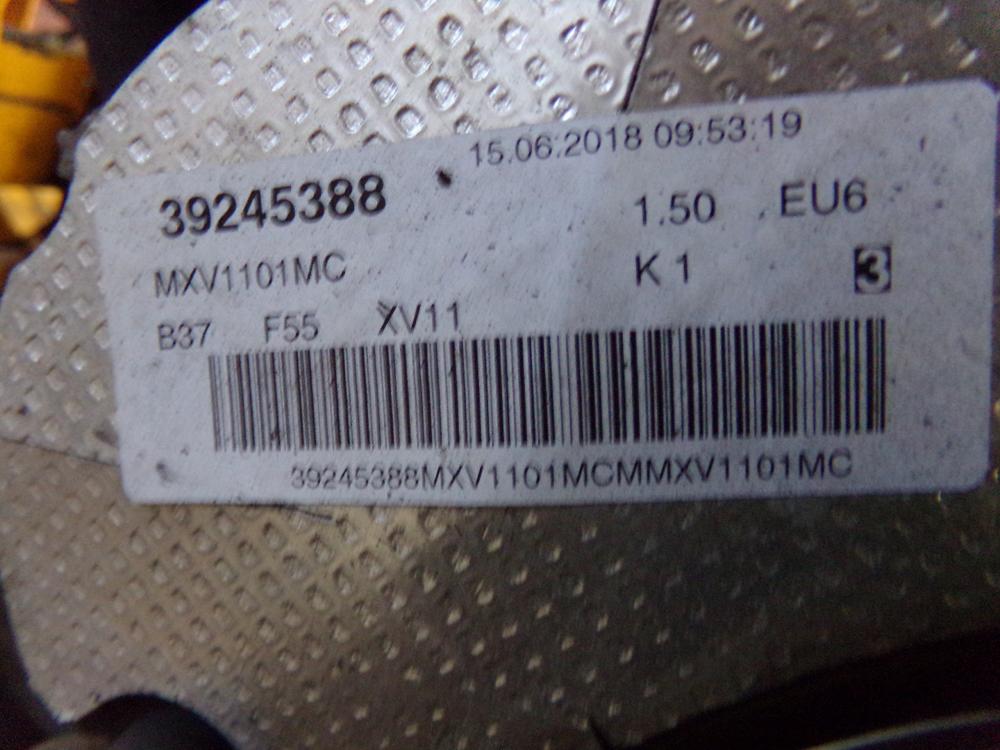 15.06.2018 09:53:19
39245388 1.50 EU6
MXV1101MC K 1 3
B37 F55 XV11
39245388MXV1101MCMMXV1101MC